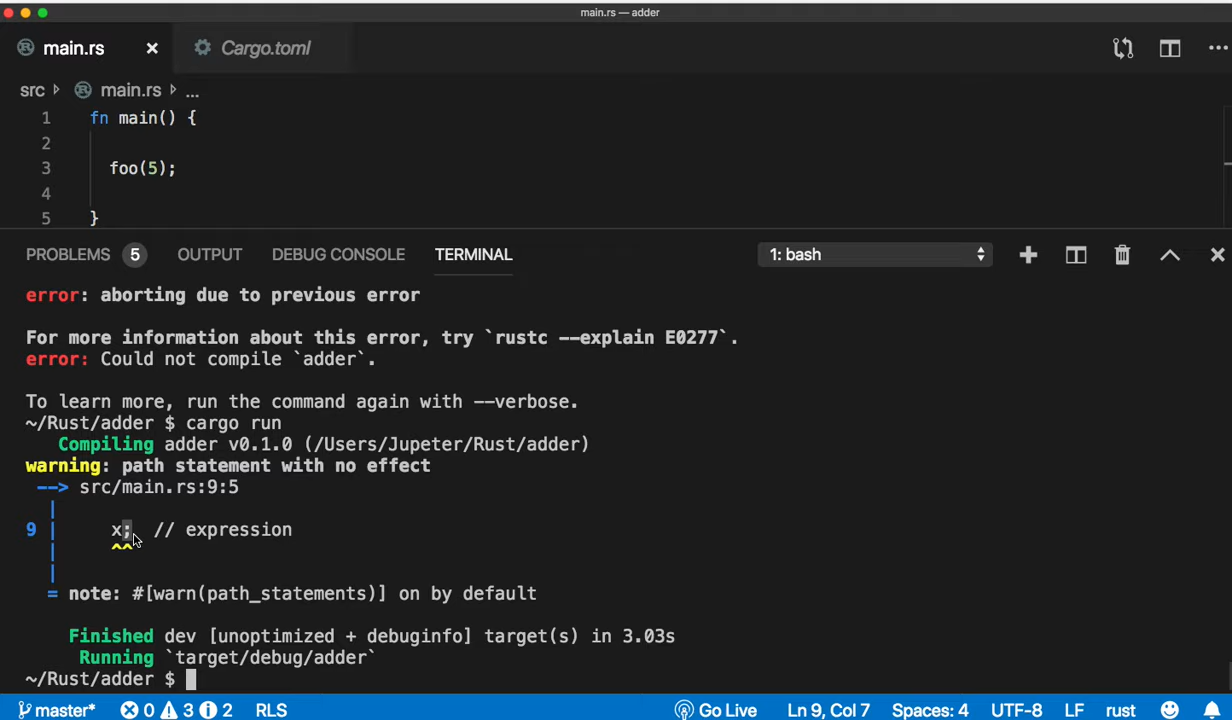 main.rs — adder
main.rs Cargo.toml
src main.rs ...
1 fn main() {
2
3 foo(5);
4
5 }
PROBLEMS 5 OUTPUT DEBUG CONSOLE TERMINAL 1: bash
error: aborting due to previous error
For more information about this error, try `rustc --explain E0277`.
error: Could not compile `adder`.
To learn more, run the command again with --verbose.
~/Rust/adder $ cargo run
Compiling adder v0.1.0 (/Users/Jupeter/Rust/adder)
warning: path statement with no effect
--> src/main.rs:9:5
|
9 | x; // expression
| ^^
|
= note: #[warn(path_statements)] on by default
Finished dev [unoptimized + debuginfo] target(s) in 3.03s
Running `target/debug/adder`
~/Rust/adder $
master* 0 3 2 RLS Go Live Ln 9, Col 7 Spaces: 4 UTF-8 LF rust